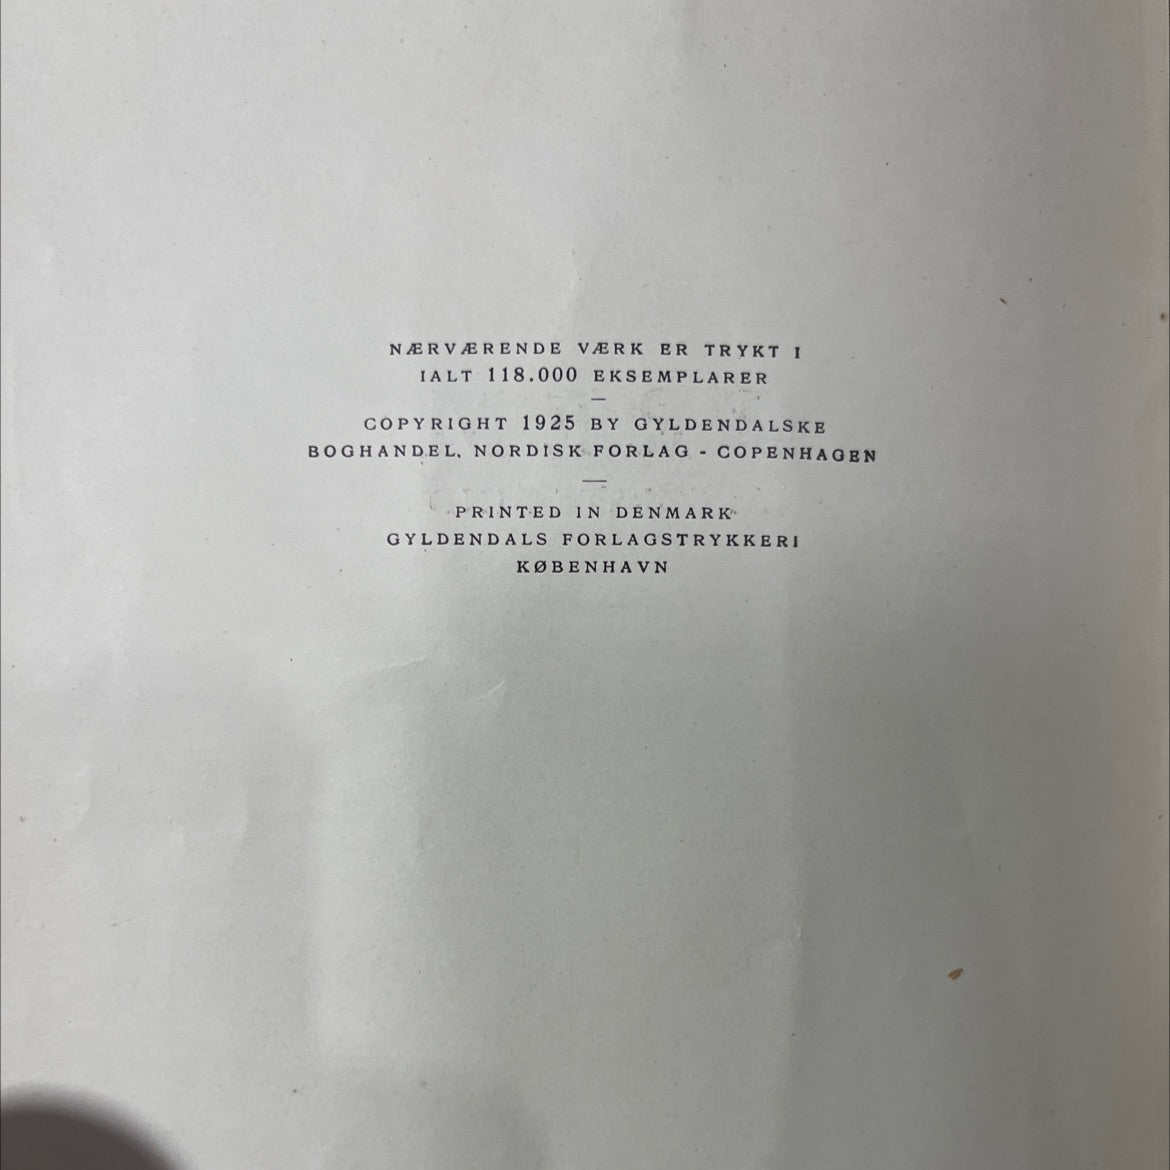 NÆRVÆRENDE VÆRK ER TRYKT I
IALT 118.000 EKSEMPLARER
COPYRIGHT 1925 BY GYLDENDALSKE
BOGHANDEL, NORDISK FORLAG - COPENHAGEN
PRINTED IN DENMARK
GYLDENDALS FORLAGSTRYKKERI
KØBENHAVN